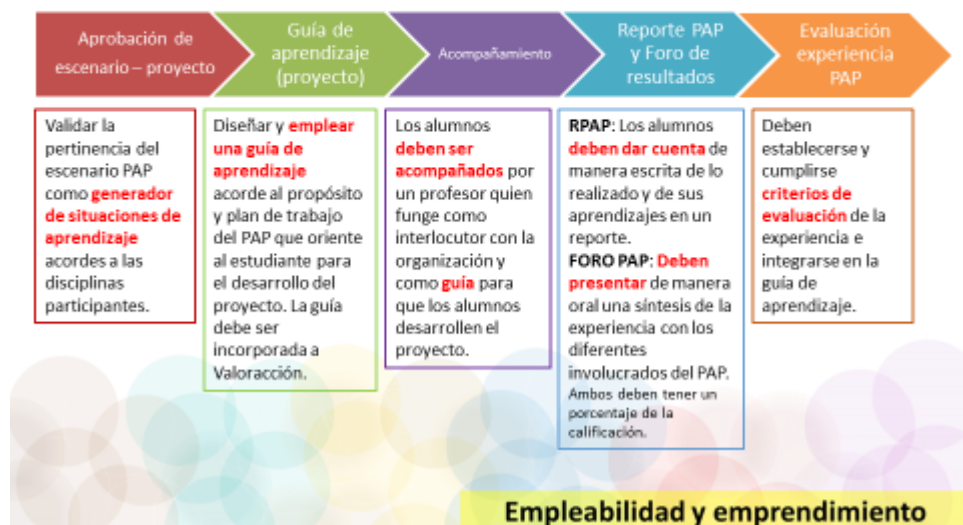 Aprobación de
escenario – proyecto
Guía de
aprendizaje
(proyecto)
Acompañamiento
Reporte PAP
y Foro de
resultados
Evaluación
experiencia
PAP
Validar la
pertinencia del
escenario PAP
como generador
de situaciones de
aprendizaje
acordes a las
disciplinas
participantes.
Diseñar y emplear
una guía de
aprendizaje
acorde al propósito
y plan de trabajo
del PAP que oriente
al estudiante para
el desarrollo del
proyecto. La guía
debe ser
incorporada a
Valoracción.
Los alumnos
deben ser
acompañados por
un profesor quien
funge como
interlocutor con la
organización y
como guía para
que los alumnos
desarrollen el
proyecto.
RPAP: Los alumnos
deben dar cuenta de
manera escrita de lo
realizado y de sus
aprendizajes en un
reporte.
FORO PAP: Deben
presentar de manera
oral una síntesis de la
experiencia con los
diferentes
involucrados del PAP.
Ambos deben tener un
porcentaje de la
calificación.
Deben
establecerse y
cumplirse
criterios de
evaluación de la
experiencia e
integrarse en la
guía de
aprendizaje.
Empleabilidad y emprendimiento